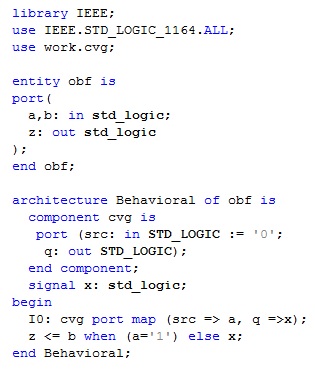 library IEEE;
use IEEE.STD_LOGIC_1164.ALL;
use work.cvg;

entity obf is
port(
  a,b: in std_logic;
  z: out std_logic
);
end obf;

architecture Behavioral of obf is
  component cvg is
   port (src: in STD_LOGIC := '0';
    q: out STD_LOGIC);
  end component;
  signal x: std_logic;
begin
  I0: cvg port map (src => a, q =>x);
  z <= b when (a='1') else x;
end Behavioral;